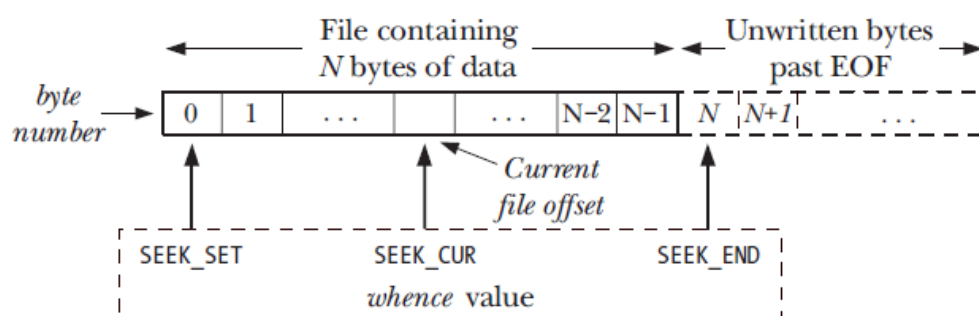 File containing
N bytes of data
Unwritten bytes
past EOF
byte
number
0 1 ... ... N−2 N−1 N N+1 ...
Current
file offset
SEEK_SET SEEK_CUR SEEK_END
whence value